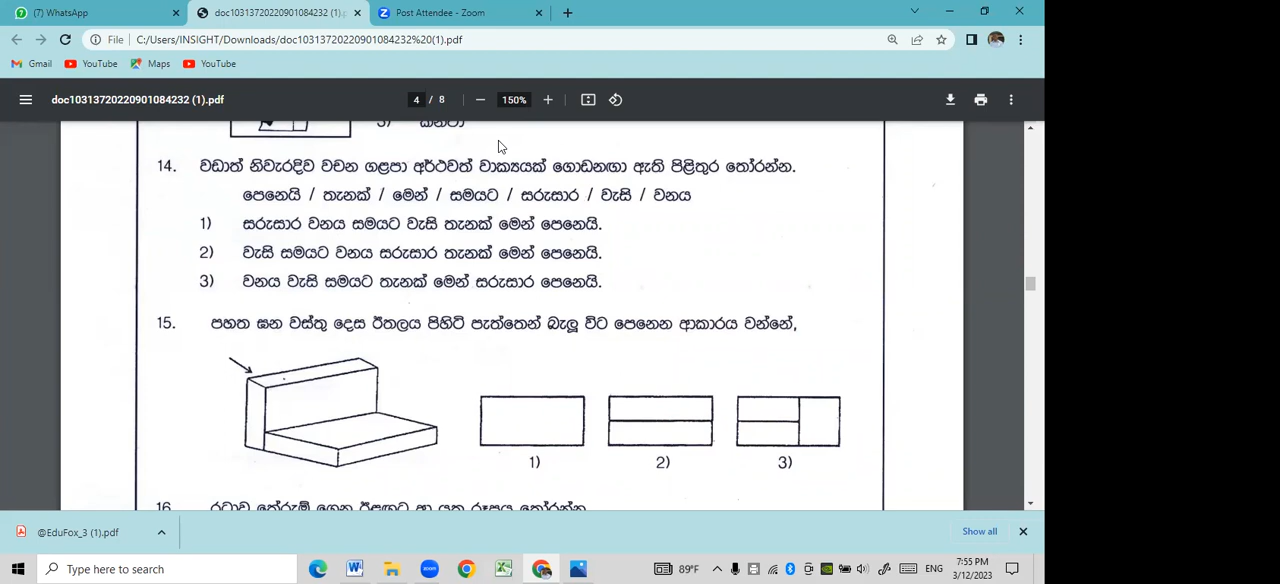 (7) WhatsApp
doc10313720220901084232 (1).p
Post Attendee - Zoom
File
C:/Users/INSIGHT/Downloads/doc10313720220901084232%20(1).pdf
Gmail YouTube Maps YouTube
doc10313720220901084232 (1).pdf
4 / 8
150%
14. වඩාත් නිවැරදිව වචන ගළපා අර්ථවත් වාක්‍යයක් ගොඩනඟා ඇති පිළිතුර තෝරන්න.
පෙනෙයි / තැනක් / මෙන් / සමයට / සරුසාර / වැසි / වනය
1) සරුසාර වනය සමයට වැසි තැනක් මෙන් පෙනෙයි.
2) වැසි සමයට වනය සරුසාර තැනක් මෙන් පෙනෙයි.
3) වනය වැසි සමයට තැනක් මෙන් සරුසාර පෙනෙයි.
15. පහත ඝන වස්තු දෙස ඊතලය පිහිටි පැත්තෙන් බැලූ විට පෙනෙන ආකාරය වන්නේ,
1) 2) 3)
@EduFox_3 (1).pdf
Show all
Type here to search
89°F
ENG
7:55 PM
3/12/2023